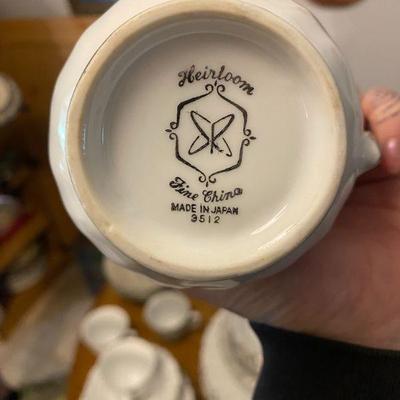 Heirloom
Fine China
MADE IN JAPAN
3512